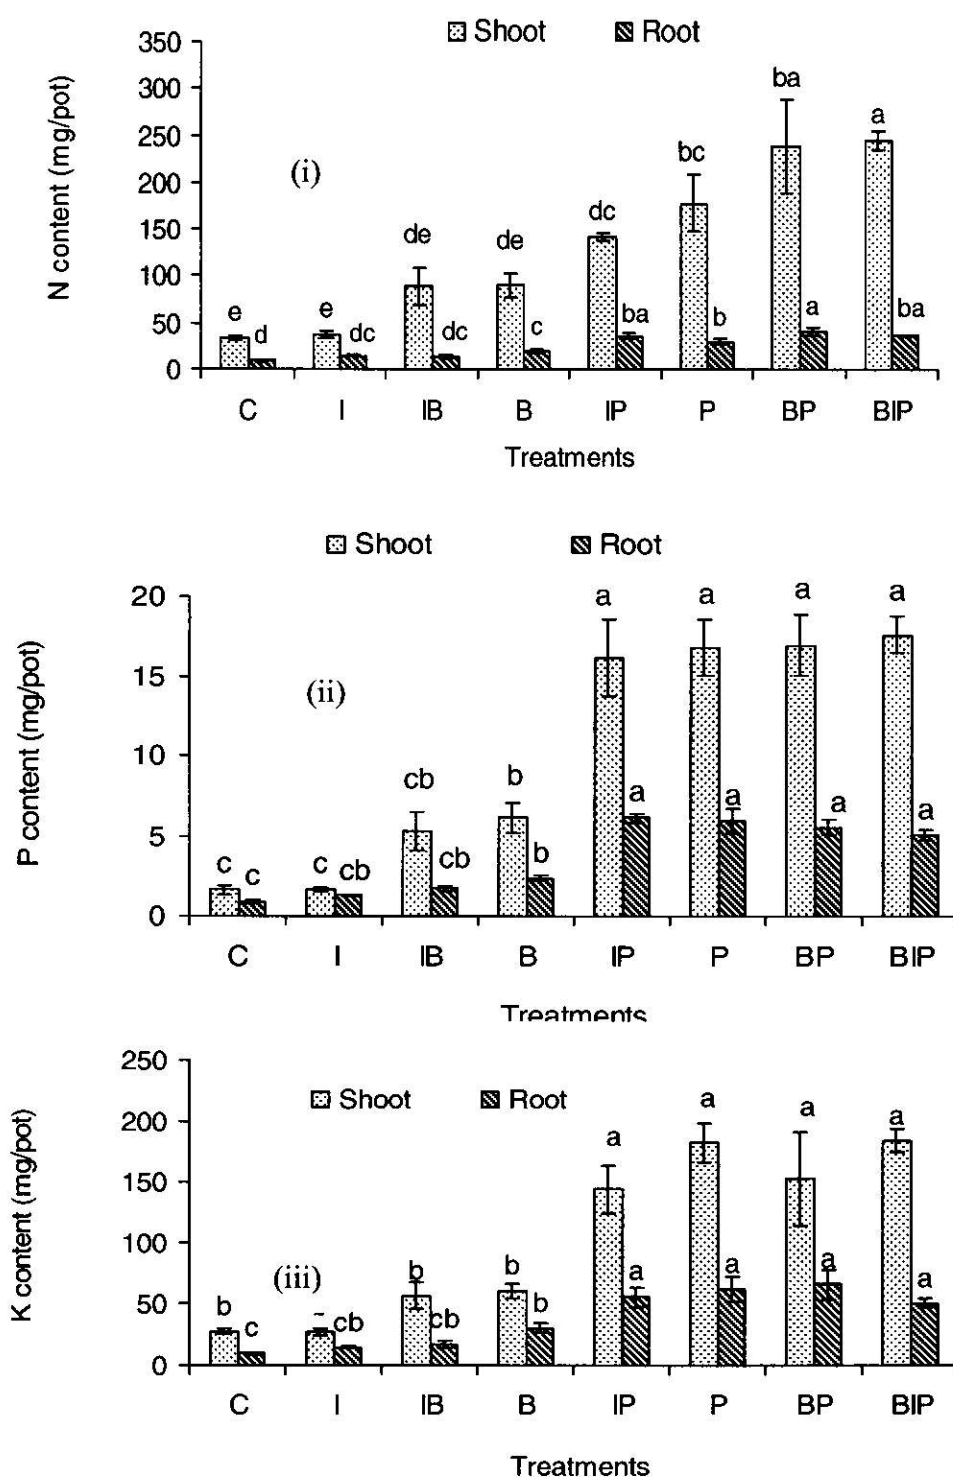 Shoot Root
350
300
250
200
150
100
50
0
N content (mg/pot)
(i)
e d e dc de dc de c dc ba bc b ba a a ba
C I IB B IP P BP BIP
Treatments
Shoot Root
20
15
10
5
0
P content (mg/pot)
(ii)
c c c cb cb cb b b a a a a a a a a
C I IB B IP P BP BIP
Treatments
250
200
150
100
50
0
K content (mg/pot)
Shoot Root
(iii)
b c cb b cb b b a a a a a a a a
C I IB B IP P BP BIP
Treatments